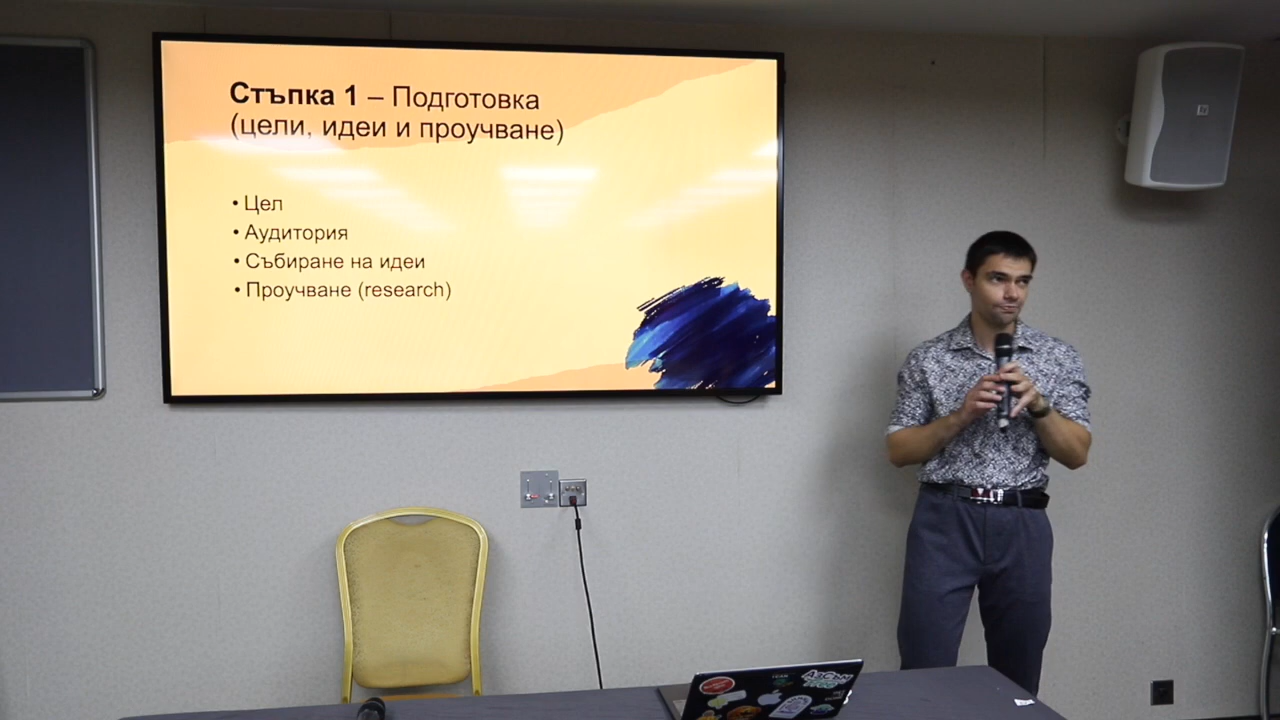 Стъпка 1 – Подготовка
(цели, идеи и проучване)
• Цел
• Аудитория
• Събиране на идеи
• Проучване (research)